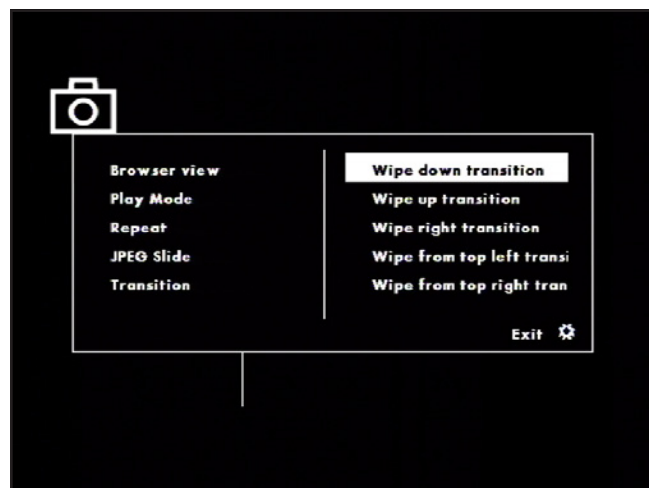 Browser view
Play Mode
Repeat
JPEG Slide
Transition
Wipe down transition
Wipe up transition
Wipe right transition
Wipe from top left transi
Wipe from top right tran
Exit